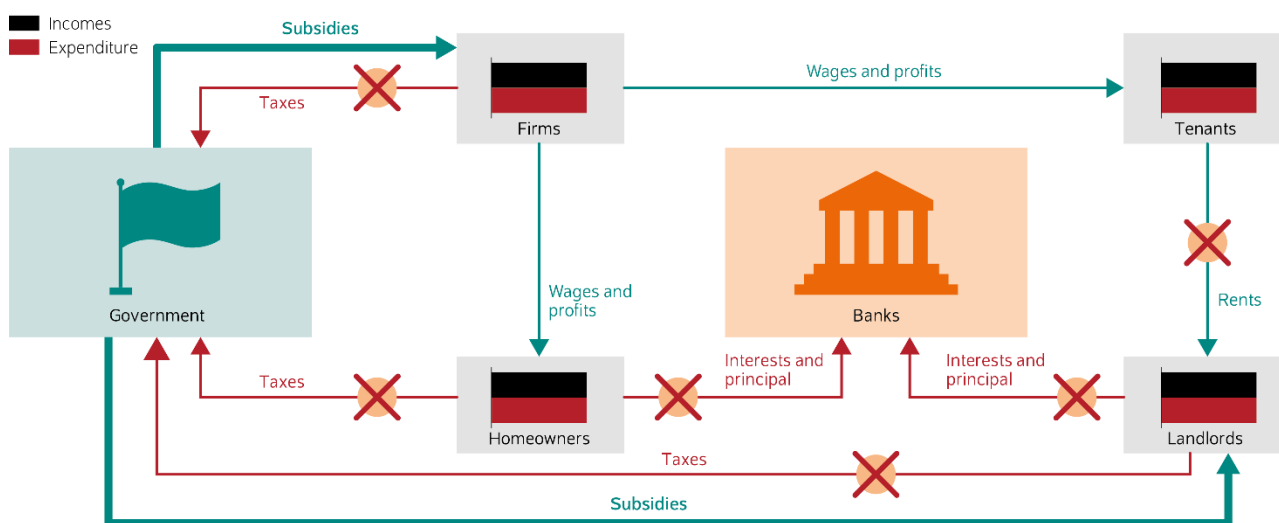 Incomes
Expenditure
Subsidies
Taxes
Firms
Wages and profits
Tenants
Government
Wages and
profits
Banks
Rents
Taxes
Homeowners
Interests and
principal
Interests and
principal
Landlords
Taxes
Subsidies